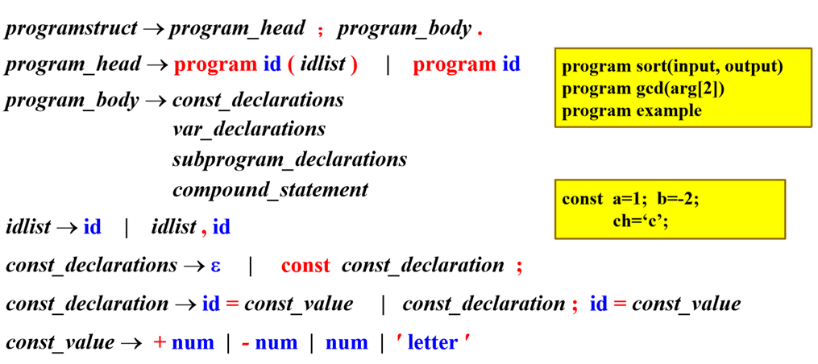 programstruct → program_head ; program_body .
program_head → program id ( idlist ) | program id
program_body → const_declarations
var_declarations
subprogram_declarations
compound_statement
idlist → id | idlist , id
const_declarations → ε | const const_declaration ;
const_declaration → id = const_value | const_declaration ; id = const_value
const_value → + num | - num | num | ′ letter ′
program sort(input, output)
program gcd(arg[2])
program example
const a=1; b=-2;
ch=‘c’;